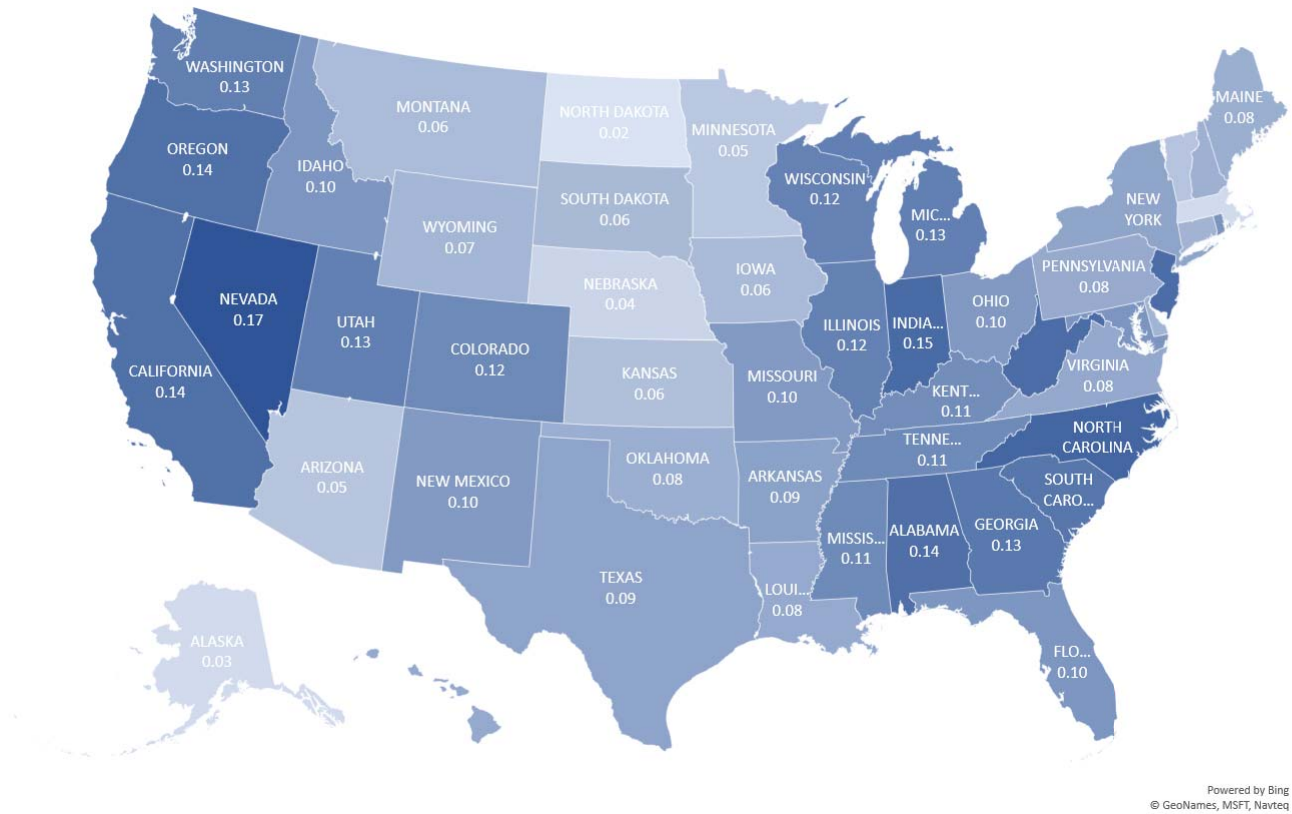 WASHINGTON
0.13
MONTANA
0.06
NORTH DAKOTA
0.02
MINNESOTA
0.05
MAINE
0.08
OREGON
0.14
IDAHO
0.10
WISCONSIN
0.12
MIC...
0.13
NEW
YORK
SOUTH DAKOTA
0.06
WYOMING
0.07
IOWA
0.06
PENNSYLVANIA
0.08
NEBRASKA
0.04
NEVADA
0.17
UTAH
0.13
COLORADO
0.12
ILLINOIS
0.12
INDIA...
0.15
OHIO
0.10
CALIFORNIA
0.14
KANSAS
0.06
MISSOURI
0.10
KENT...
0.11
VIRGINIA
0.08
TENNE...
0.11
NORTH
CAROLINA
ARIZONA
0.05
NEW MEXICO
0.10
OKLAHOMA
0.08
ARKANSAS
0.09
SOUTH
CARO...
MISSIS...
0.11
ALABAMA
0.14
GEORGIA
0.13
TEXAS
0.09
LOUI...
0.08
ALASKA
0.03
FLO...
0.10
Powered by Bing
© GeoNames, MSFT, Navteq